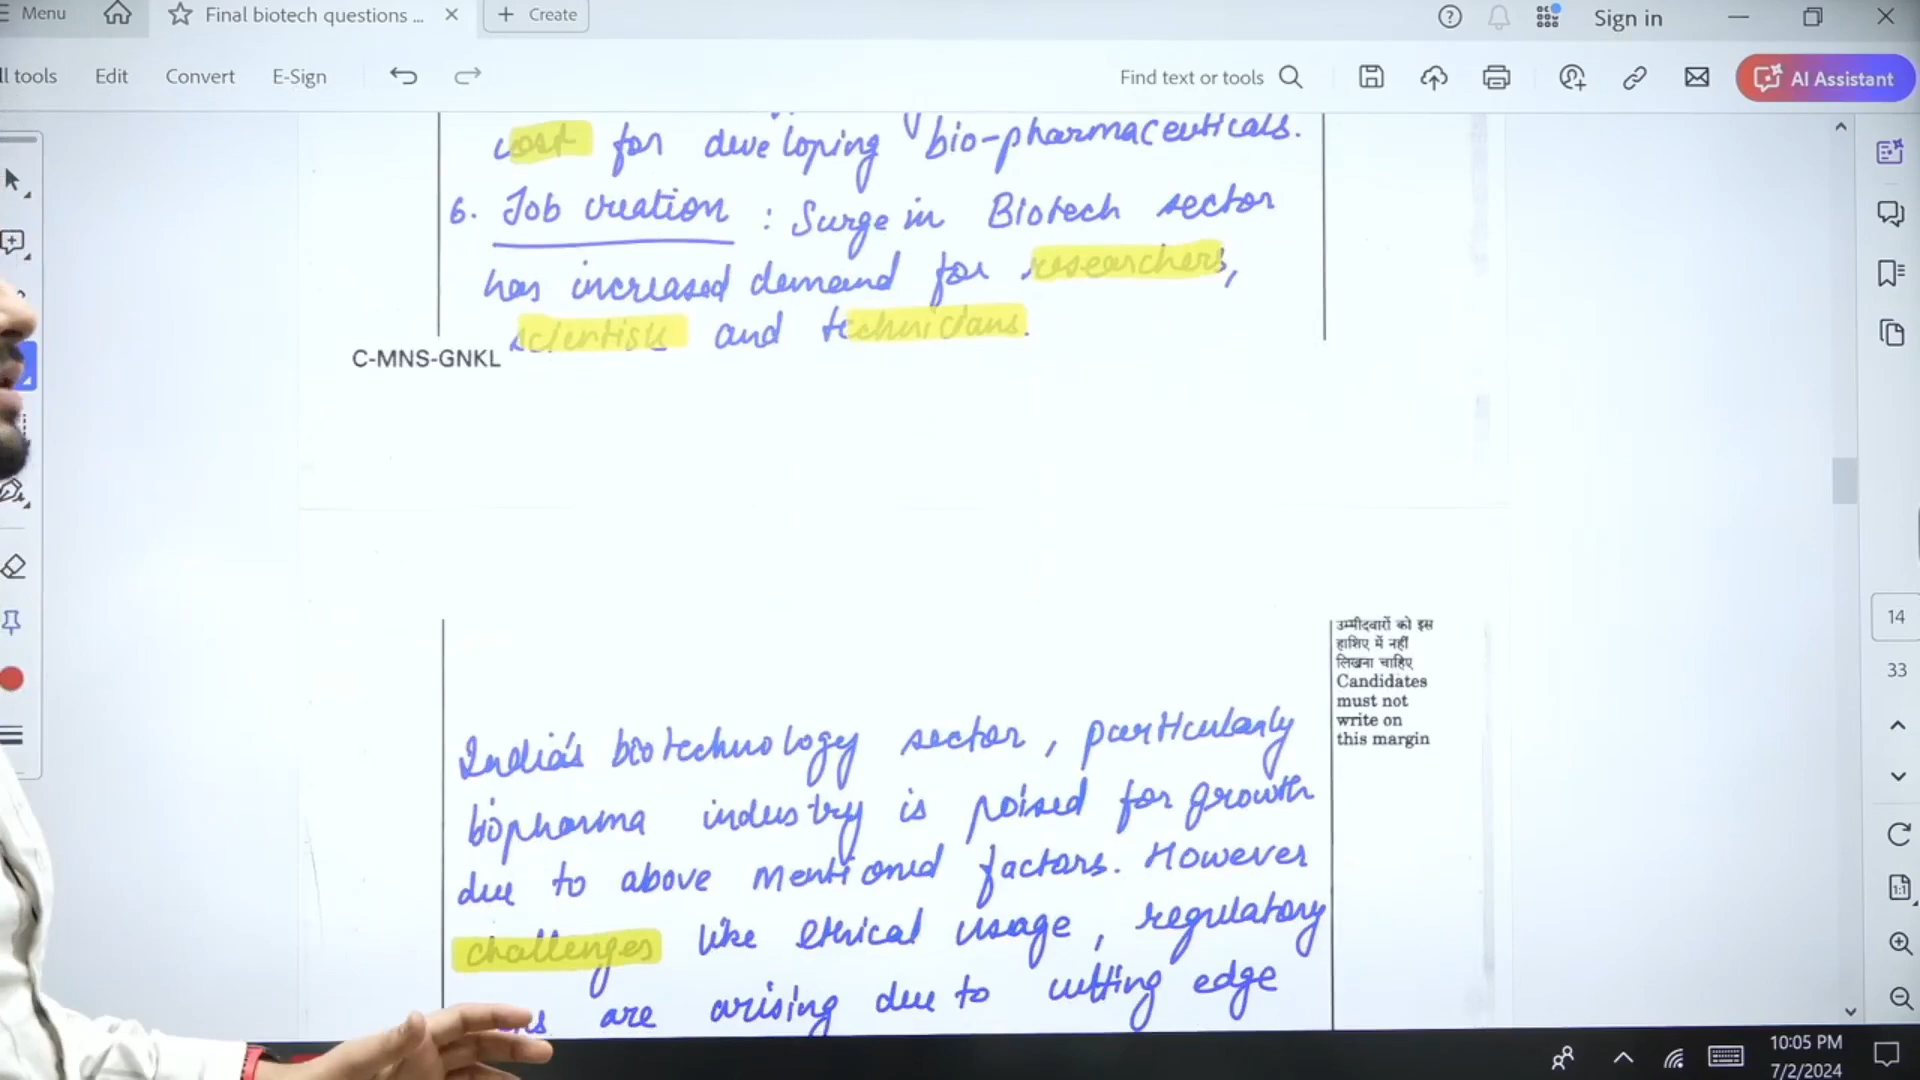 Menu
Final biotech questions ...
Create
Sign in
ll tools
Edit
Convert
E-Sign
Find text or tools
AI Assistant
cost for developing bio-pharmaceuticals.
6. Job creation : Surge in Biotech sector
has increased demand for researchers,
scientists and technicians.
C-MNS-GNKL
उम्मीदवारों को इस
हाशिए में नहीं
लिखना चाहिए
Candidates
must not
write on
this margin
India's biotechnology sector, particularly
biopharma industry is poised for growth
due to above mentioned factors. However
challenges like ethical usage, regulatory
are arising due to cutting edge
14
33
1:1
10:05 PM
7/2/2024